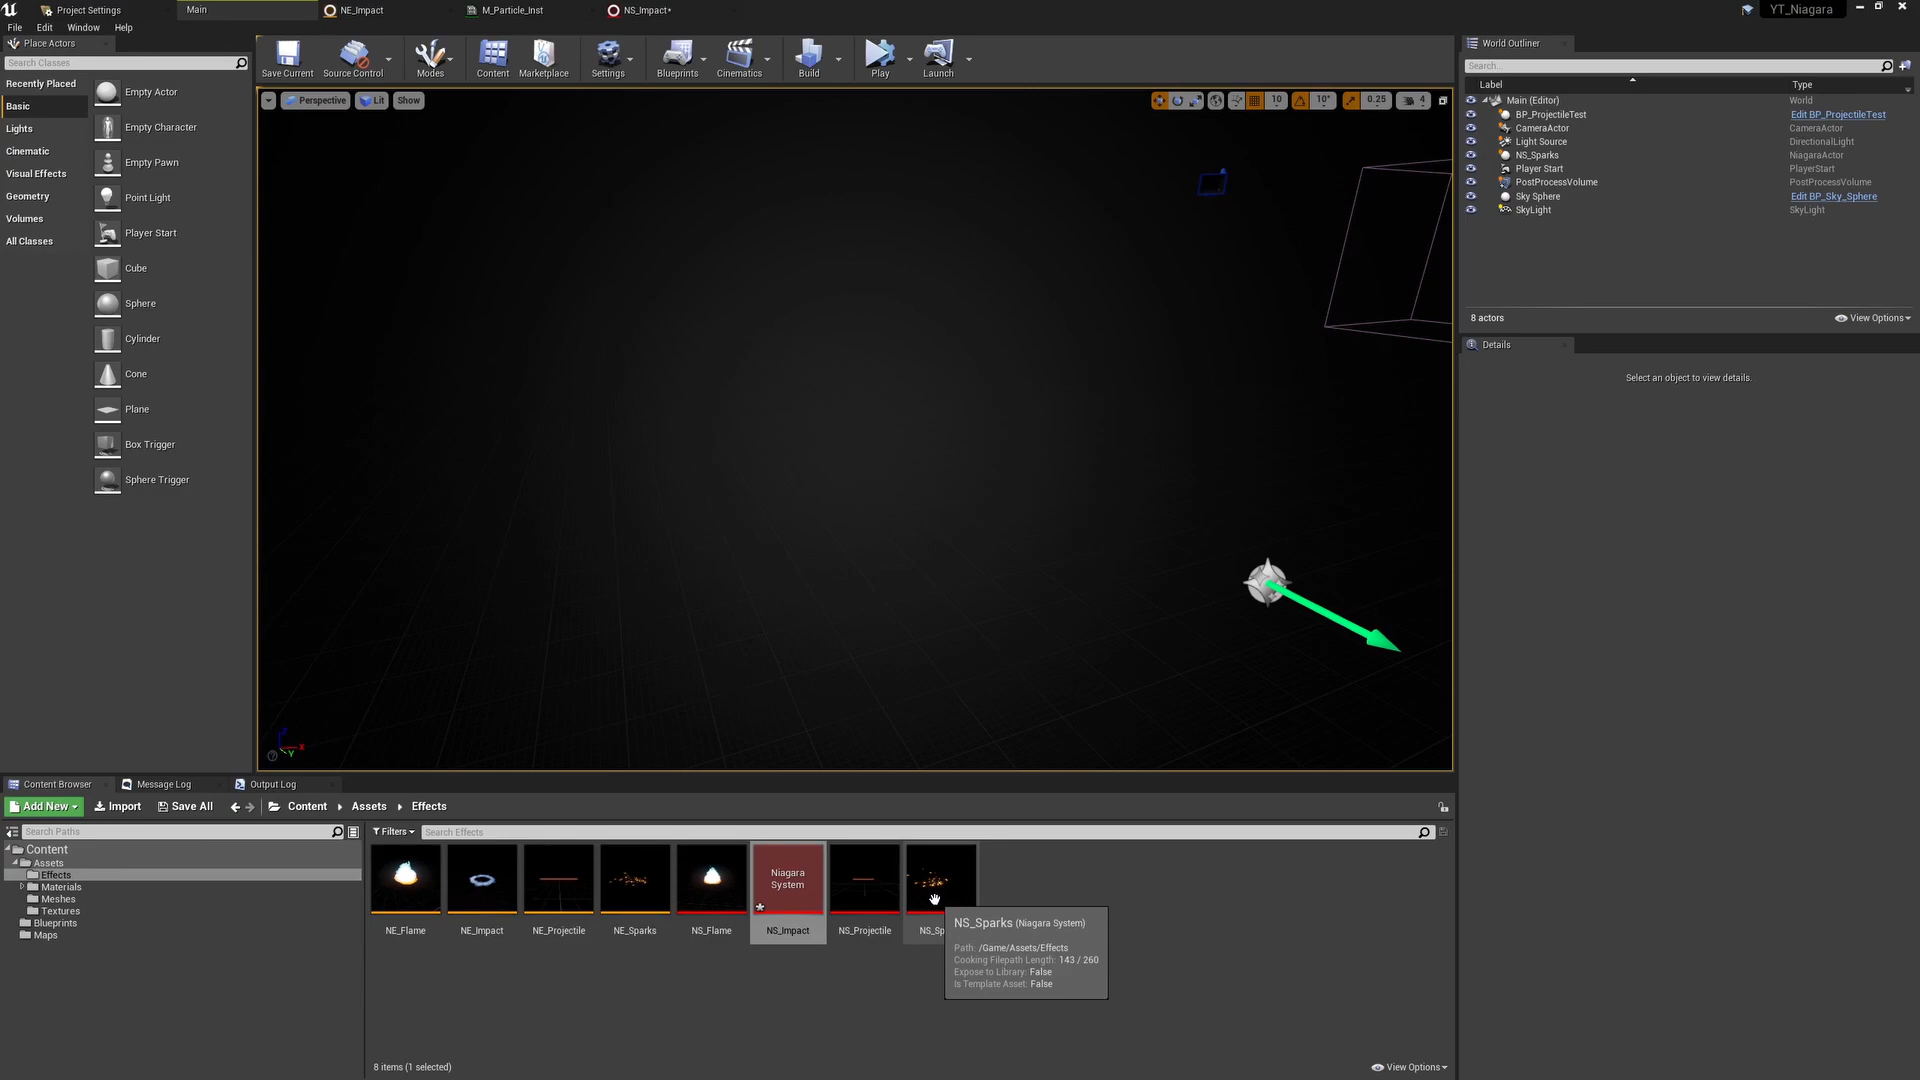 Project Settings
Main
NE_Impact
M_Particle_Inst
NS_Impact*
YT_Niagara
File Edit Window Help
Place Actors
Search Classes
Recently Placed
Basic
Lights
Cinematic
Visual Effects
Geometry
Volumes
All Classes
Empty Actor
Empty Character
Empty Pawn
Point Light
Player Start
Cube
Sphere
Cylinder
Cone
Plane
Box Trigger
Sphere Trigger
Save Current
Source Control
Modes
Content
Marketplace
Settings
Blueprints
Cinematics
Build
Play
Launch
Perspective
Lit
Show
10
10°
0.25
4
X
Y
World Outliner
Search...
Label Type
Main (Editor) World
BP_ProjectileTest Edit BP_ProjectileTest
CameraActor CameraActor
Light Source DirectionalLight
NS_Sparks NiagaraActor
Player Start PlayerStart
PostProcessVolume PostProcessVolume
Sky Sphere Edit BP_Sky_Sphere
SkyLight SkyLight
8 actors
View Options
Details
Select an object to view details.
Content Browser
Message Log
Output Log
Add New
Import
Save All
Content
Assets
Effects
Search Paths
Content
Assets
Effects
Materials
Meshes
Textures
Blueprints
Maps
Filters
Search Effects
Niagara
System
NE_Flame
NE_Impact
NE_Projectile
NE_Sparks
NS_Flame
NS_Impact
NS_Projectile
NS_Sp
NS_Sparks (Niagara System)
Path: /Game/Assets/Effects
Cooking Filepath Length: 143 / 260
Expose to Library: False
Is Template Asset: False
8 items (1 selected)
View Options